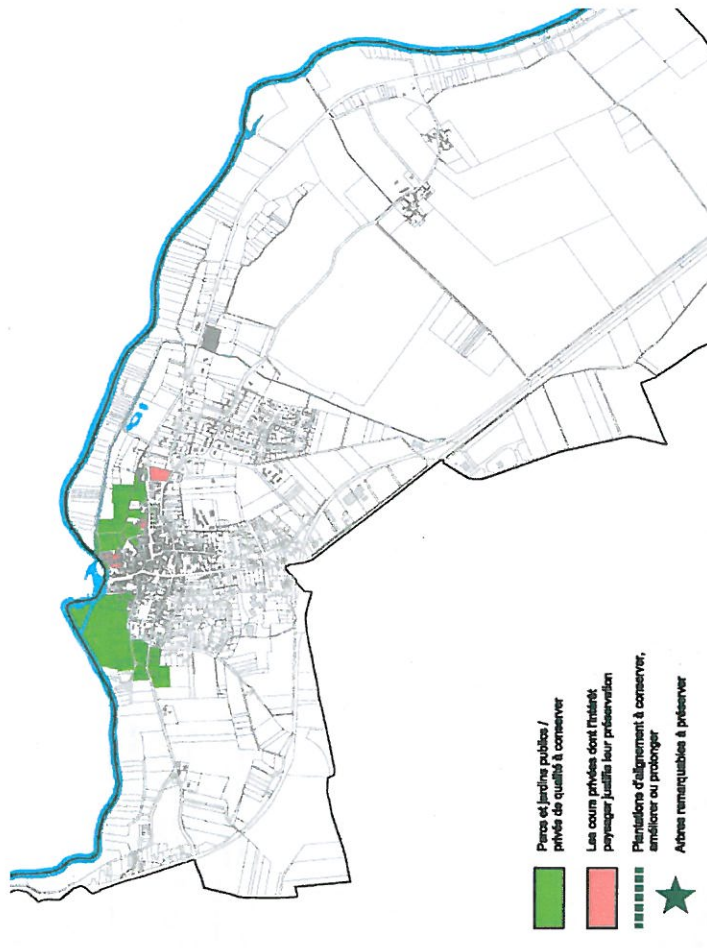 Parcs et jardins publics /
privés de qualité à conserver
Les cours privées dont l'intérêt
paysager justifie leur préservation
Plantations d'alignement à conserver,
améliorer ou prolonger
Arbres remarquables à préserver